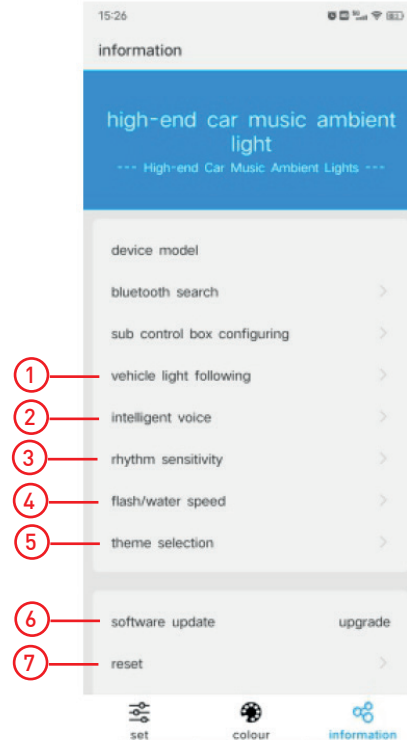 15:26
information
high-end car music ambient
light
--- High-end Car Music Ambient Lights ---
device model
bluetooth search
sub control box configuring
1 vehicle light following
2 intelligent voice
3 rhythm sensitivity
4 flash/water speed
5 theme selection
6 software update upgrade
7 reset
set colour information